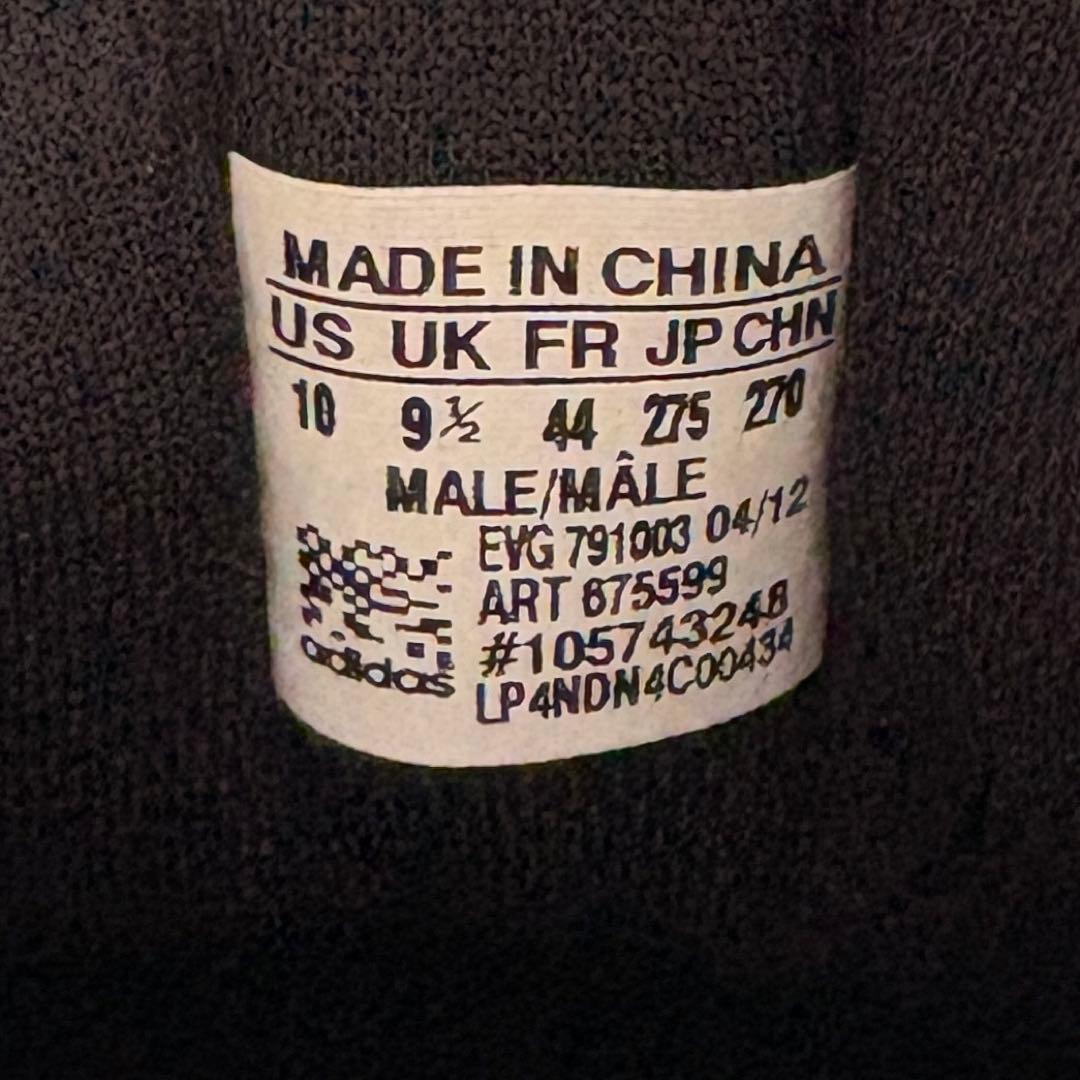 MADE IN CHINA
US UK FR JP CHN
10 9½ 44 275 270
MALE/MÂLE
EVG 791003 04/12
ART 675599
#105743248
LP4NDN4C00434
adidas